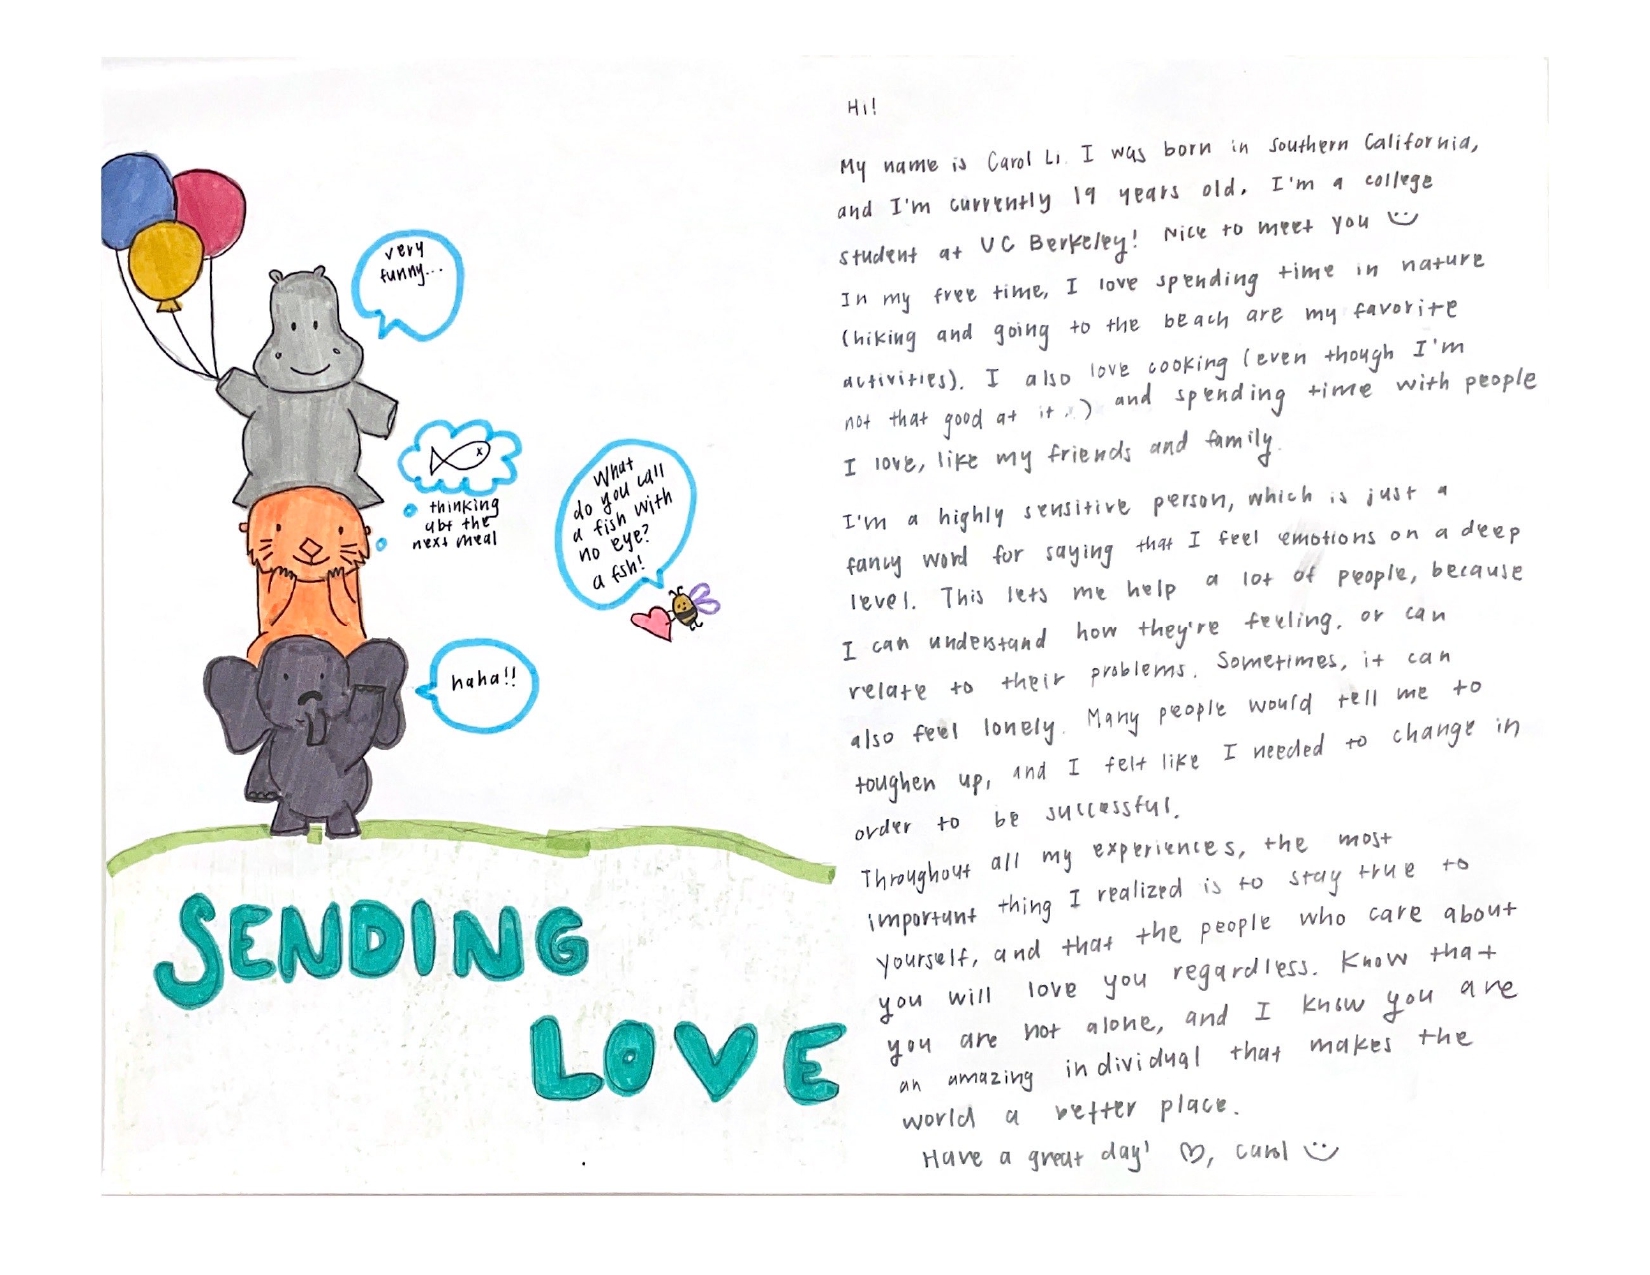 very
funny...
thinking
abt the
next meal
What
do you call
a fish with
no eye?
a fsh!
haha!!
SENDING
LOVE
Hi!
My name is Carol Li. I was born in Southern California,
and I'm currently 19 years old. I'm a college
student at UC Berkeley! Nice to meet you
In my free time, I love spending time in nature
(hiking and going to the beach are my favorite
activities). I also love cooking (even though I'm
not that good at it..) and spending time with people
I love, like my friends and family.
I'm a highly sensitive person, which is just a
fancy word for saying that I feel emotions on a deep
level. This lets me help a lot of people, because
I can understand how they're feeling, or can
relate to their problems. Sometimes, it can
also feel lonely. Many people would tell me to
toughen up, and I felt like I needed to change in
order to be successful.
Throughout all my experiences, the most
important thing I realized is to stay true to
yourself, and that the people who care about
you will love you regardless. Know that
you are not alone, and I know you are
an amazing individual that makes the
world a better place.
Have a great day! ♡, Carol